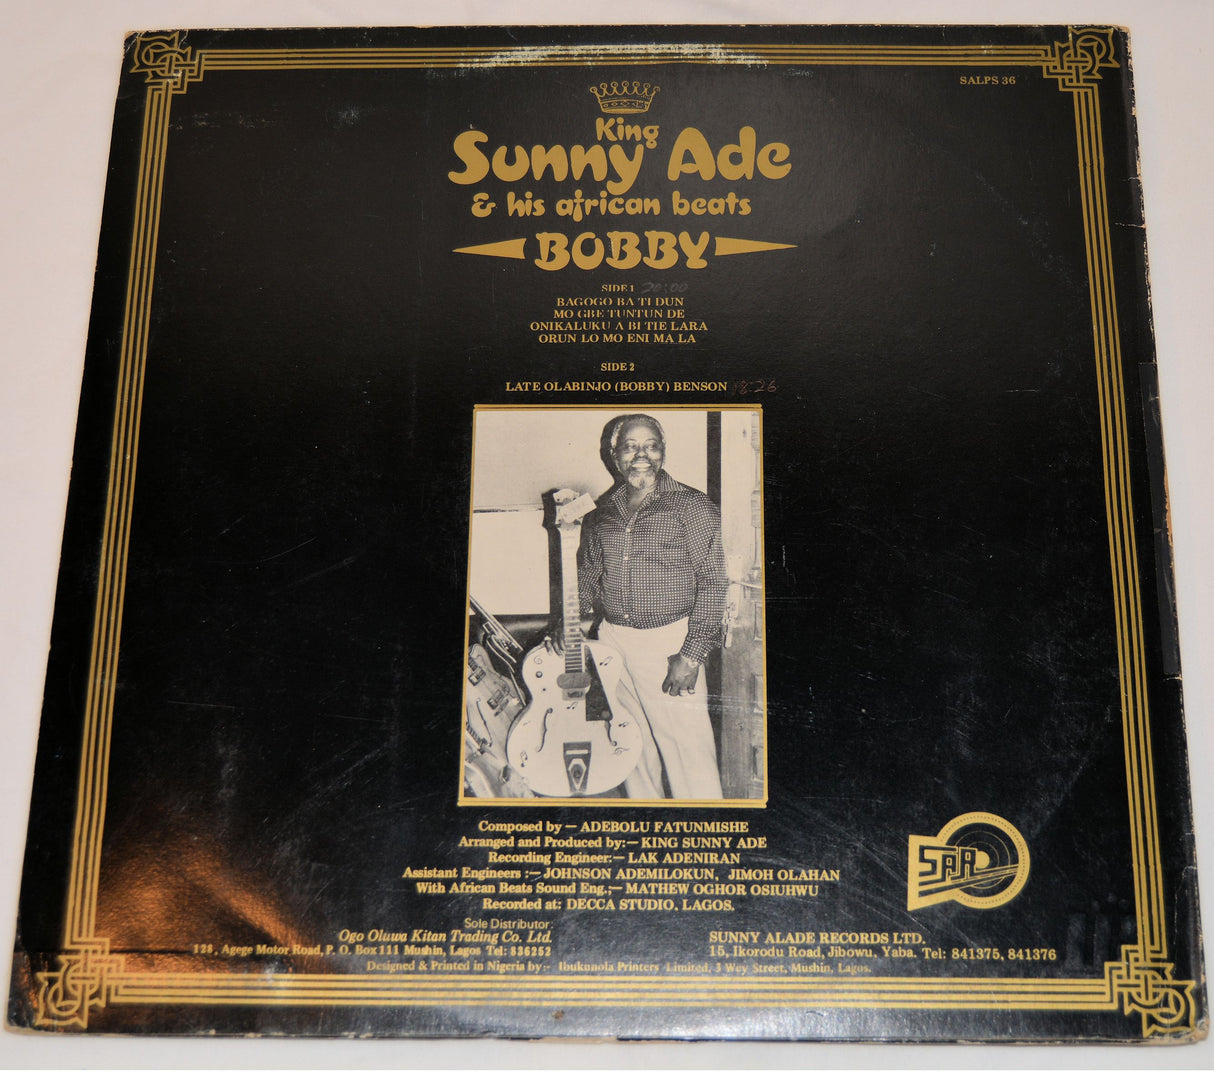 SALPS 36
King
Sunny Ade
& his african beats
BOBBY
SIDE 1 20:00
BAGOGO BA TI DUN
MO GBE TUNTUN DE
ONIKALUKU A BI TIE LARA
ORUN LO MO ENI MA LA
SIDE 2
LATE OLABINJO (BOBBY) BENSON 18:26
Composed by — ADEBOLU FATUNMISHE
Arranged and Produced by:— KING SUNNY ADE
Recording Engineer:— LAK ADENIRAN
Assistant Engineers :— JOHNSON ADEMILOKUN, JIMOH OLAHAN
With African Beats Sound Eng.;— MATHEW OGHOR OSIUHWU
Recorded at: DECCA STUDIO. LAGOS.
SAR
Sole Distributor:
Ogo Oluwa Kitan Trading Co. Ltd.
128, Agege Motor Road, P. O. Box 111 Mushin, Lagos Tel: 836252
SUNNY ALADE RECORDS LTD.
15, Ikorodu Road, Jibowu, Yaba. Tel: 841375, 841376
Designed & Printed in Nigeria by:- Ibukunola Printers Limited, 3 Wey Street, Mushin, Lagos.